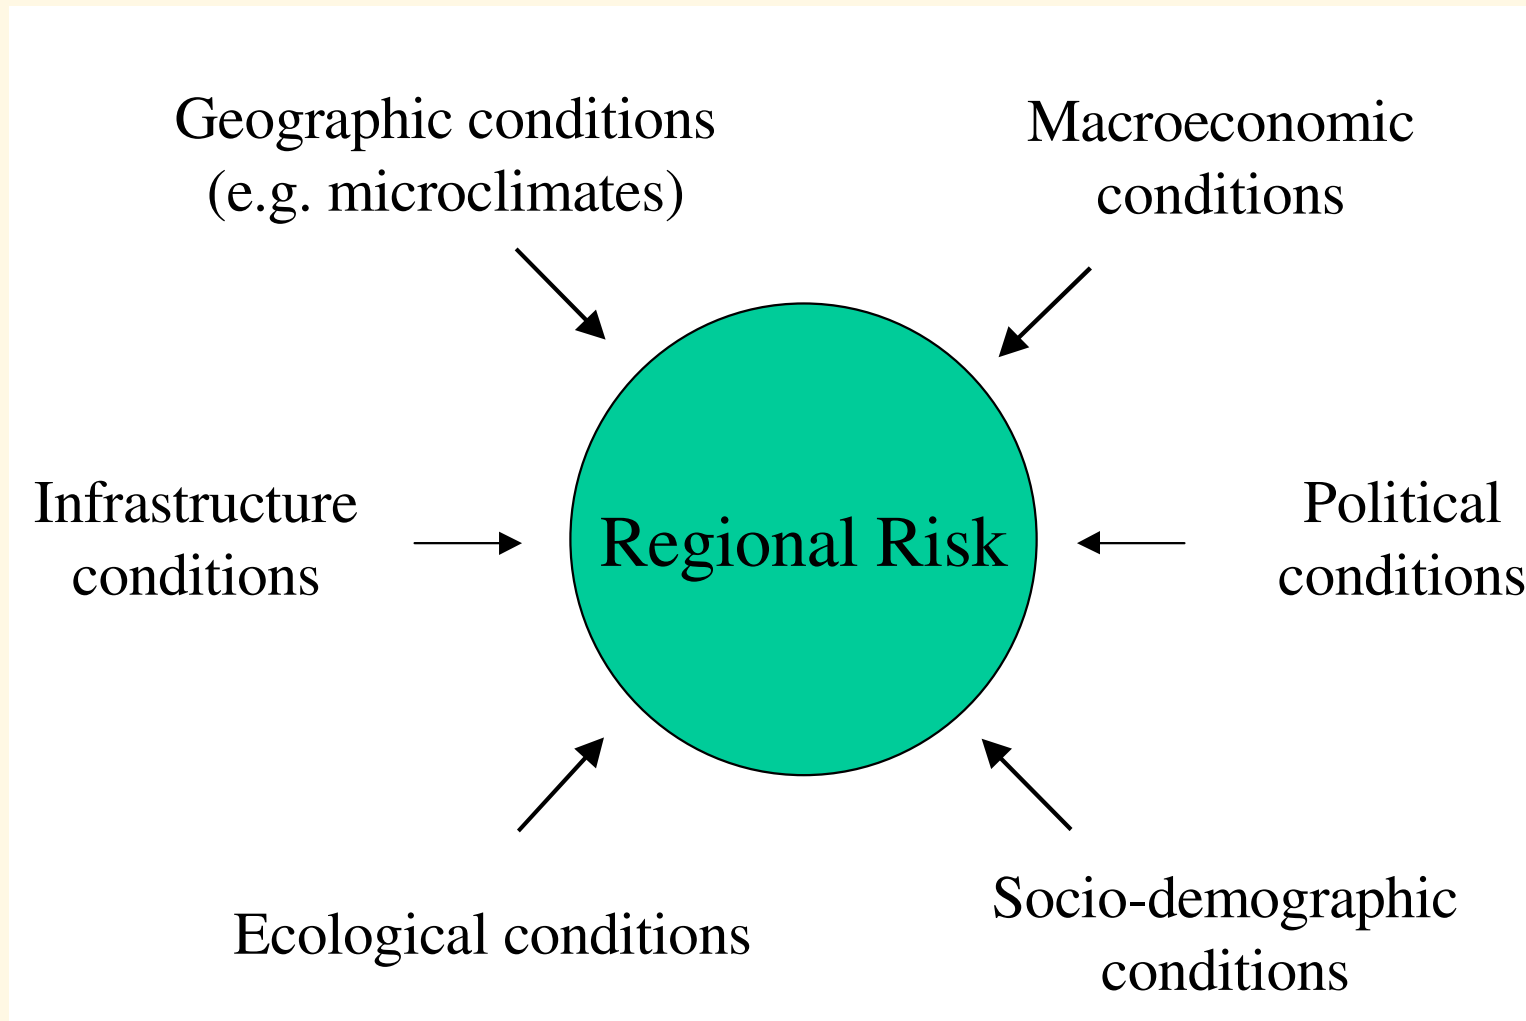 Geographic conditions
(e.g. microclimates)
Macroeconomic
conditions
Infrastructure
conditions
Regional Risk
Political
conditions
Ecological conditions
Socio-demographic
conditions